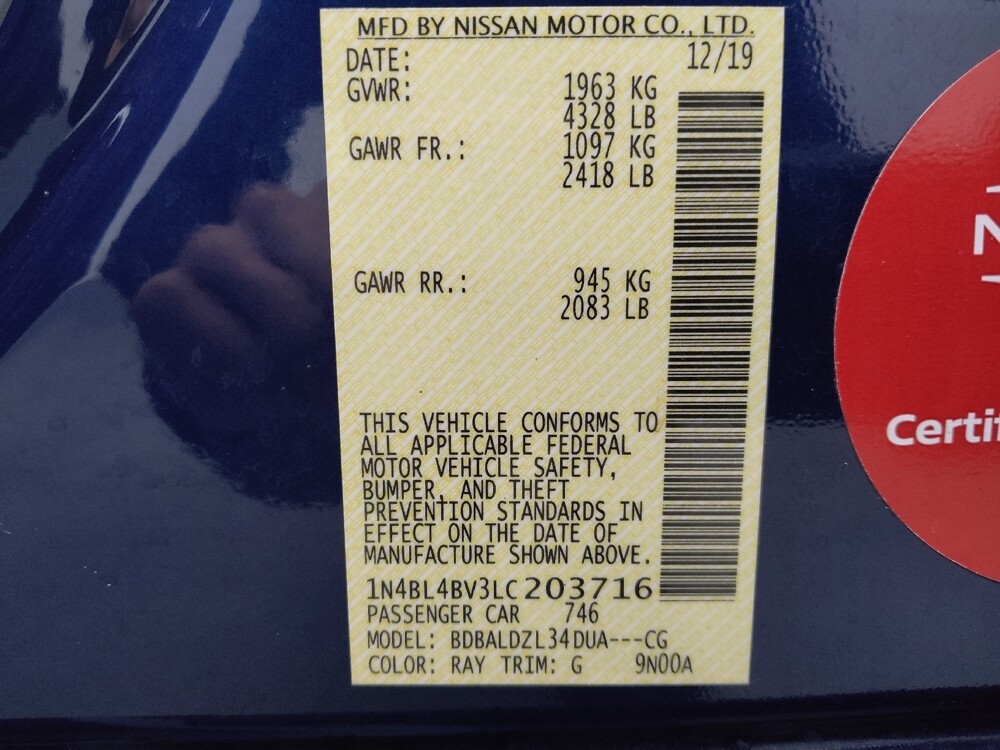 MFD BY NISSAN MOTOR CO., LTD.
DATE: 12/19
GVWR: 1963 KG
4328 LB
GAWR FR.: 1097 KG
2418 LB
GAWR RR.: 945 KG
2083 LB
THIS VEHICLE CONFORMS TO
ALL APPLICABLE FEDERAL
MOTOR VEHICLE SAFETY,
BUMPER, AND THEFT
PREVENTION STANDARDS IN
EFFECT ON THE DATE OF
MANUFACTURE SHOWN ABOVE.
1N4BL4BV3LC203716
PASSENGER CAR 746
MODEL: BDBALDZL34DUA---CG
COLOR: RAY TRIM: G 9N00A